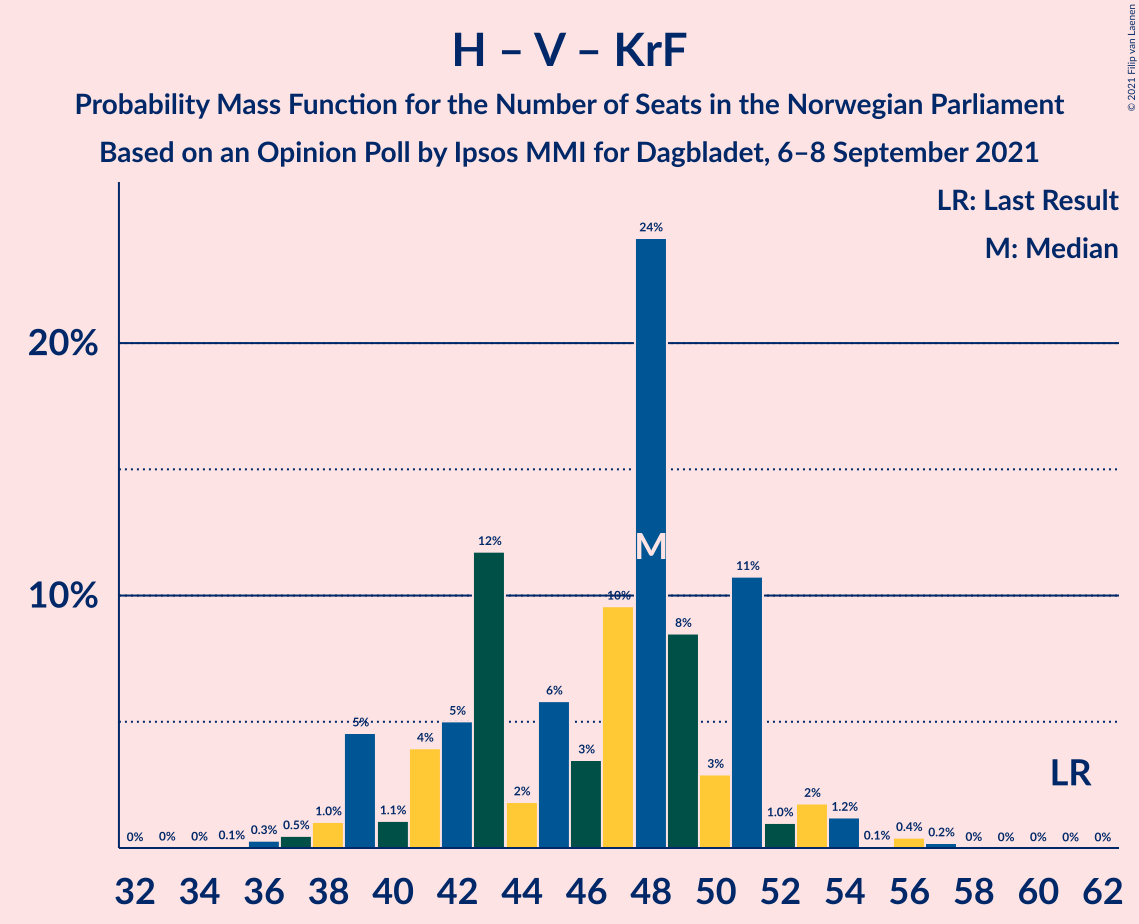 H – V – KrF
Probability Mass Function for the Number of Seats in the Norwegian Parliament
Based on an Opinion Poll by Ipsos MMI for Dagbladet, 6–8 September 2021
© 2021 Filip van Laenen
LR: Last Result
M: Median
20%
10%
0% 0% 0% 0.1% 0.3% 0.5% 1.0% 5% 1.1% 4% 5% 12% 2% 6% 3% 10% 24% 8% 3% 11% 1.0% 2% 1.2% 0.1% 0.4% 0.2% 0% 0% 0% 0% 0%
M
LR
32 34 36 38 40 42 44 46 48 50 52 54 56 58 60 62